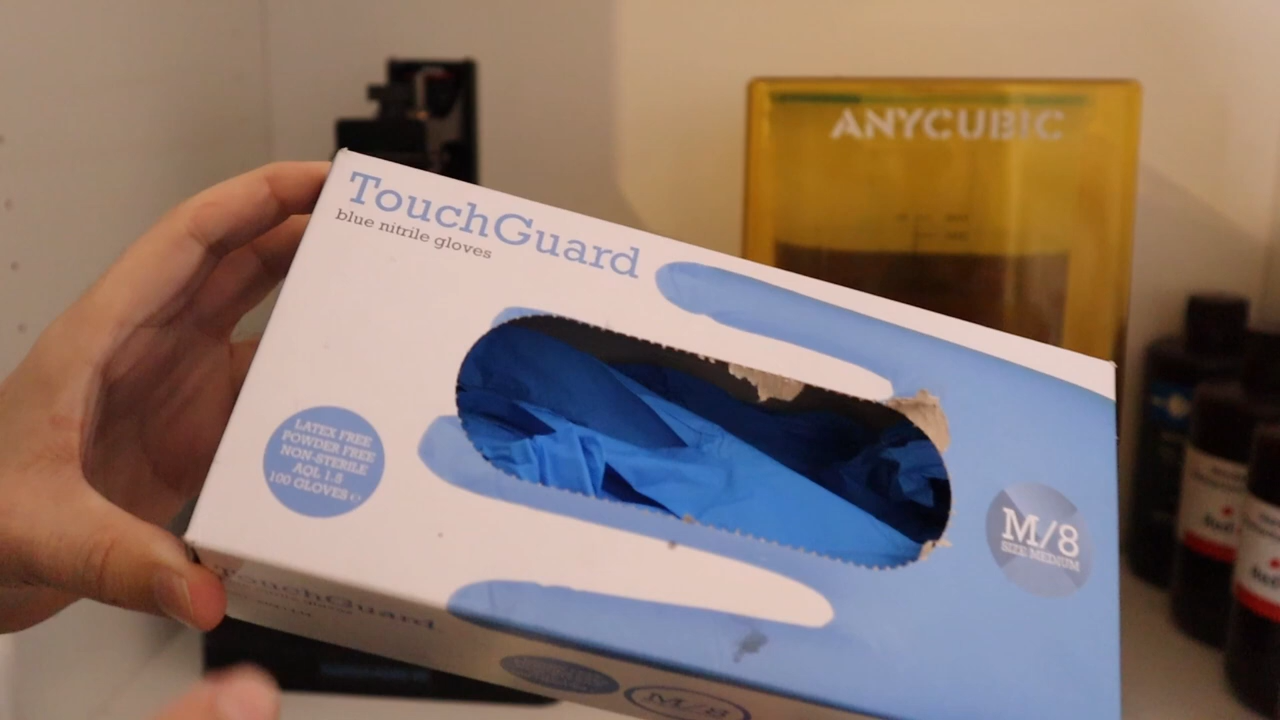 ANYCUBIC
TouchGuard
blue nitrile gloves
LATEX FREE
POWDER FREE
NON-STERILE
AQL 1.5
100 GLOVES
M/8
SIZE MEDIUM
TouchGuard
M/8